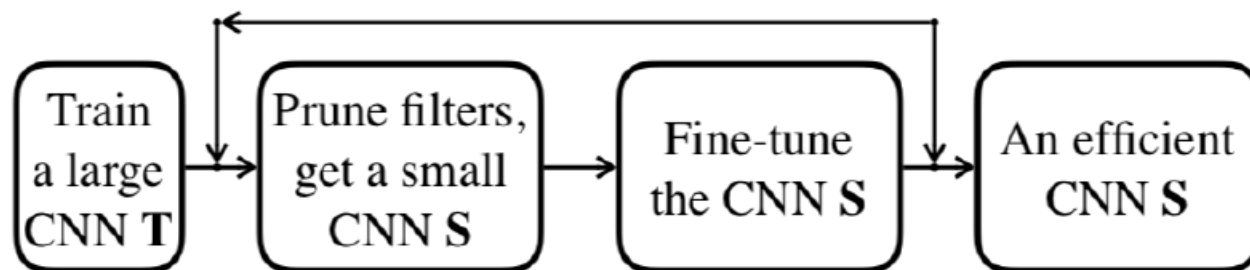 Train
a large
CNN T
Prune filters,
get a small
CNN S
Fine-tune
the CNN S
An efficient
CNN S